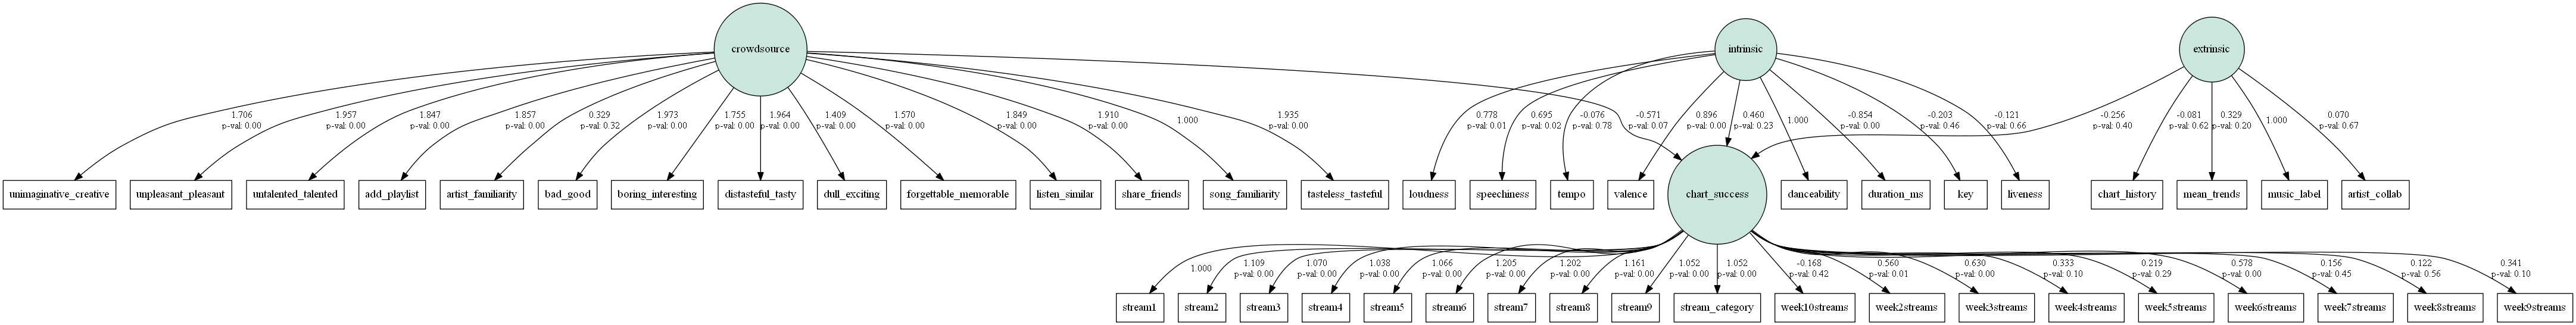 crowdsource
intrinsic
extrinsic
1.706
p-val: 0.00
1.957
p-val: 0.00
1.847
p-val: 0.00
1.857
p-val: 0.00
0.329
p-val: 0.32
1.973
p-val: 0.00
1.755
p-val: 0.00
1.964
p-val: 0.00
1.409
p-val: 0.00
1.570
p-val: 0.00
1.849
p-val: 0.00
1.910
p-val: 0.00
1.000
1.935
p-val: 0.00
-0.571
p-val: 0.07
0.778
p-val: 0.01
0.695
p-val: 0.02
-0.076
p-val: 0.78
0.896
p-val: 0.00
0.460
p-val: 0.23
1.000
-0.854
p-val: 0.00
-0.203
p-val: 0.46
-0.121
p-val: 0.66
-0.256
p-val: 0.40
-0.081
p-val: 0.62
0.329
p-val: 0.20
1.000
0.070
p-val: 0.67
unimaginative_creative
unpleasant_pleasant
untalented_talented
add_playlist
artist_familiarity
bad_good
boring_interesting
distasteful_tasty
dull_exciting
forgettable_memorable
listen_similar
share_friends
song_familiarity
tasteless_tasteful
loudness
speechiness
tempo
valence
chart_success
danceability
duration_ms
key
liveness
chart_history
mean_trends
music_label
artist_collab
1.000
1.109
p-val: 0.00
1.070
p-val: 0.00
1.038
p-val: 0.00
1.066
p-val: 0.00
1.205
p-val: 0.00
1.202
p-val: 0.00
1.161
p-val: 0.00
1.052
p-val: 0.00
1.052
p-val: 0.00
-0.168
p-val: 0.42
0.560
p-val: 0.01
0.630
p-val: 0.00
0.333
p-val: 0.10
0.219
p-val: 0.29
0.578
p-val: 0.00
0.156
p-val: 0.45
0.122
p-val: 0.56
0.341
p-val: 0.10
stream1
stream2
stream3
stream4
stream5
stream6
stream7
stream8
stream9
stream_category
week10streams
week2streams
week3streams
week4streams
week5streams
week6streams
week7streams
week8streams
week9streams